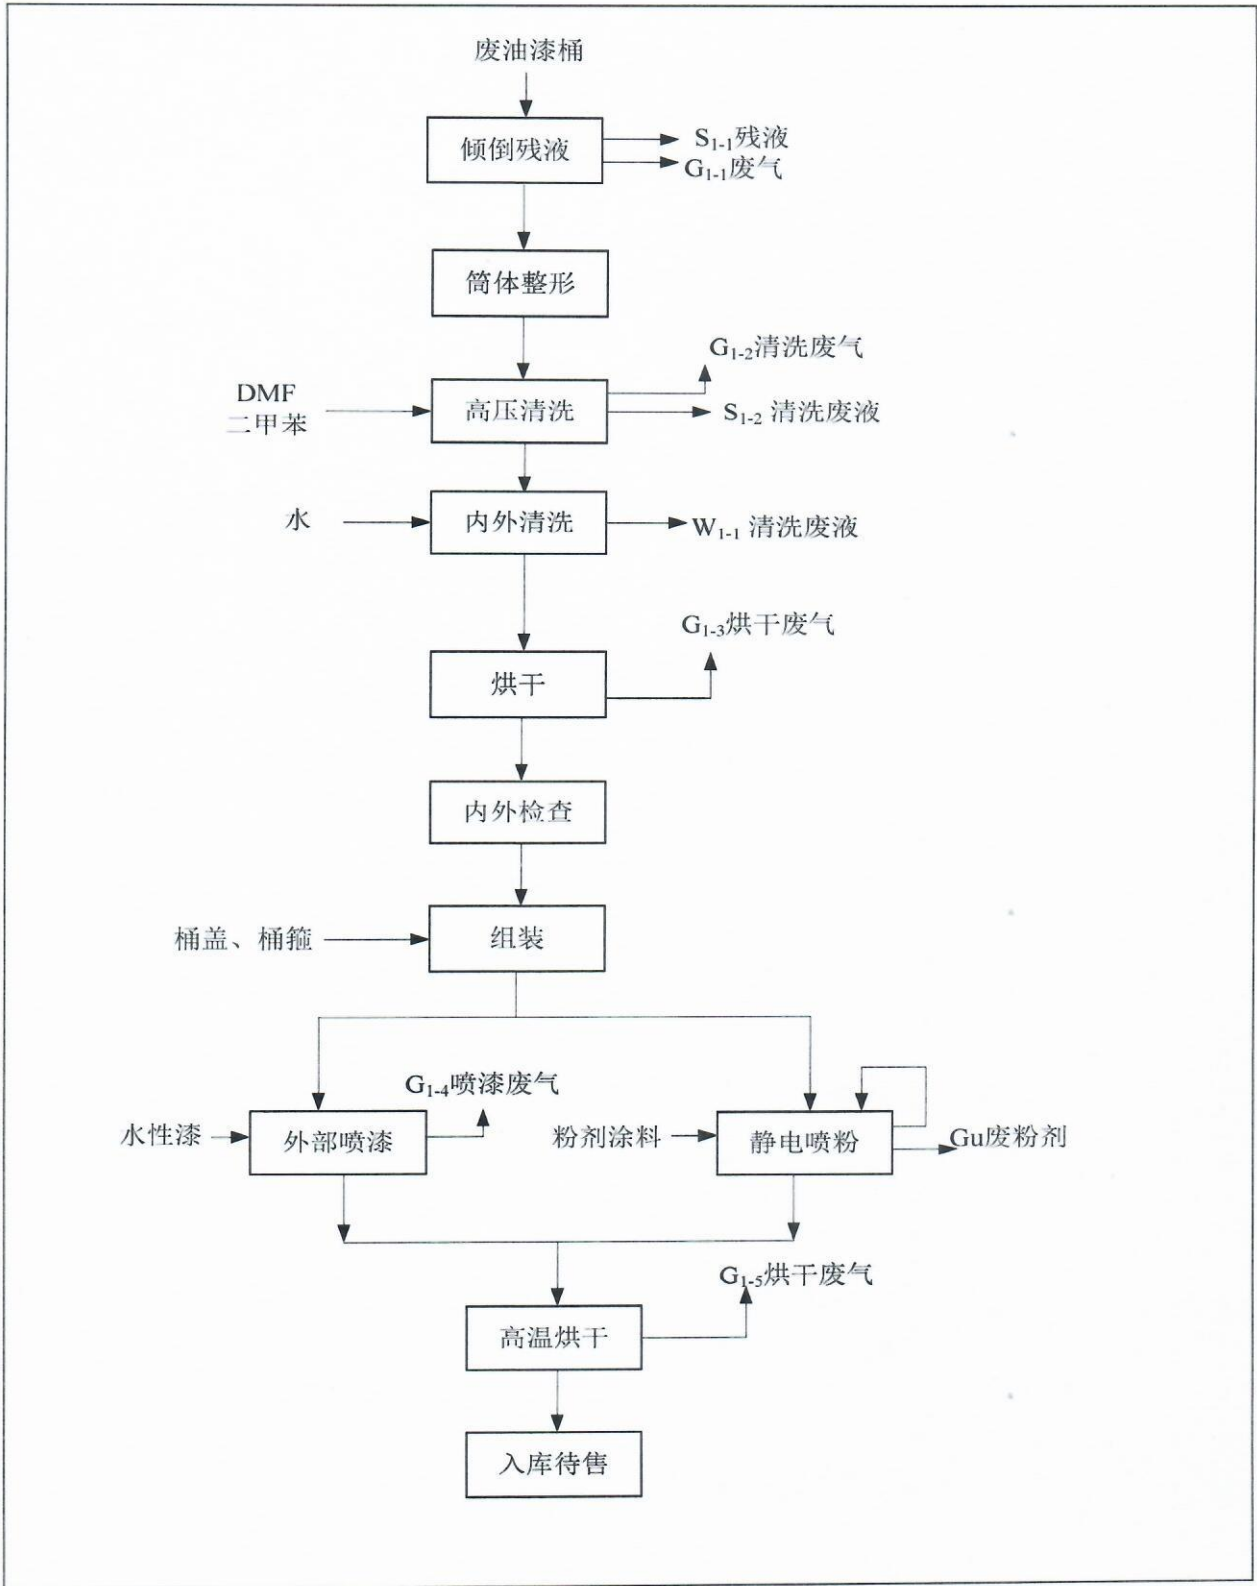 废油漆桶
倾倒残液
S1-1残液
G1-1废气
筒体整形
G1-2清洗废气
DMF
二甲苯
高压清洗
S1-2 清洗废液
水
内外清洗
W1-1 清洗废液
G1-3烘干废气
烘干
内外检查
桶盖、桶箍
组装
G1-4喷漆废气
水性漆
外部喷漆
粉剂涂料
静电喷粉
Gu废粉剂
G1-5烘干废气
高温烘干
入库待售